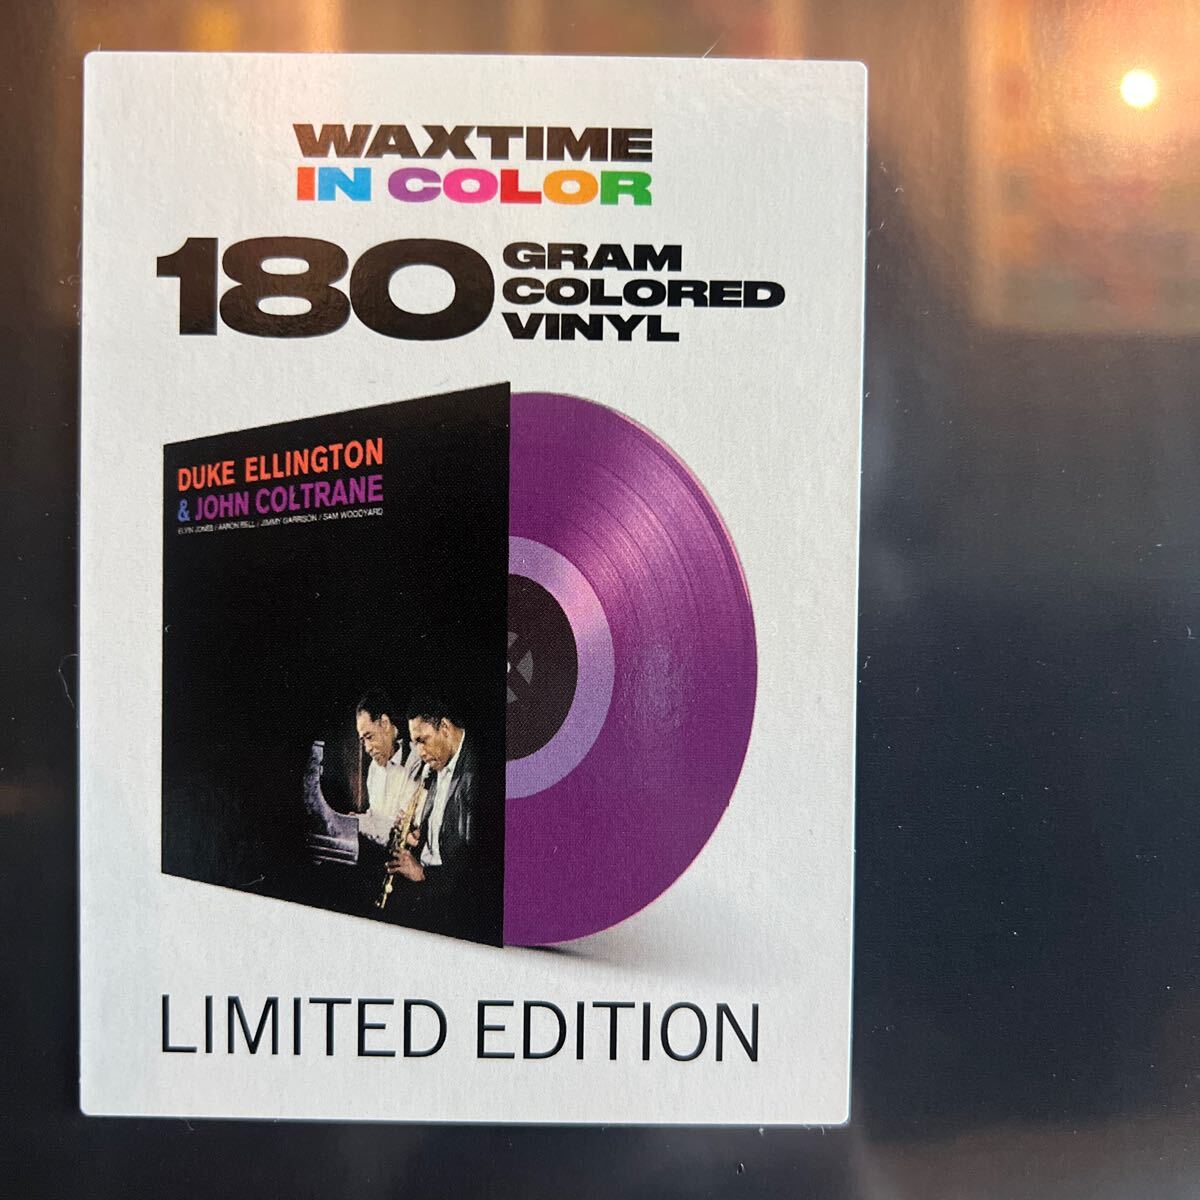 WAXTIME
IN COLOR
180 GRAM
COLORED
VINYL
DUKE ELLINGTON
& JOHN COLTRANE
ELVIN JONES / AARON BELL / JIMMY GARRISON / SAM WOODYARD
LIMITED EDITION